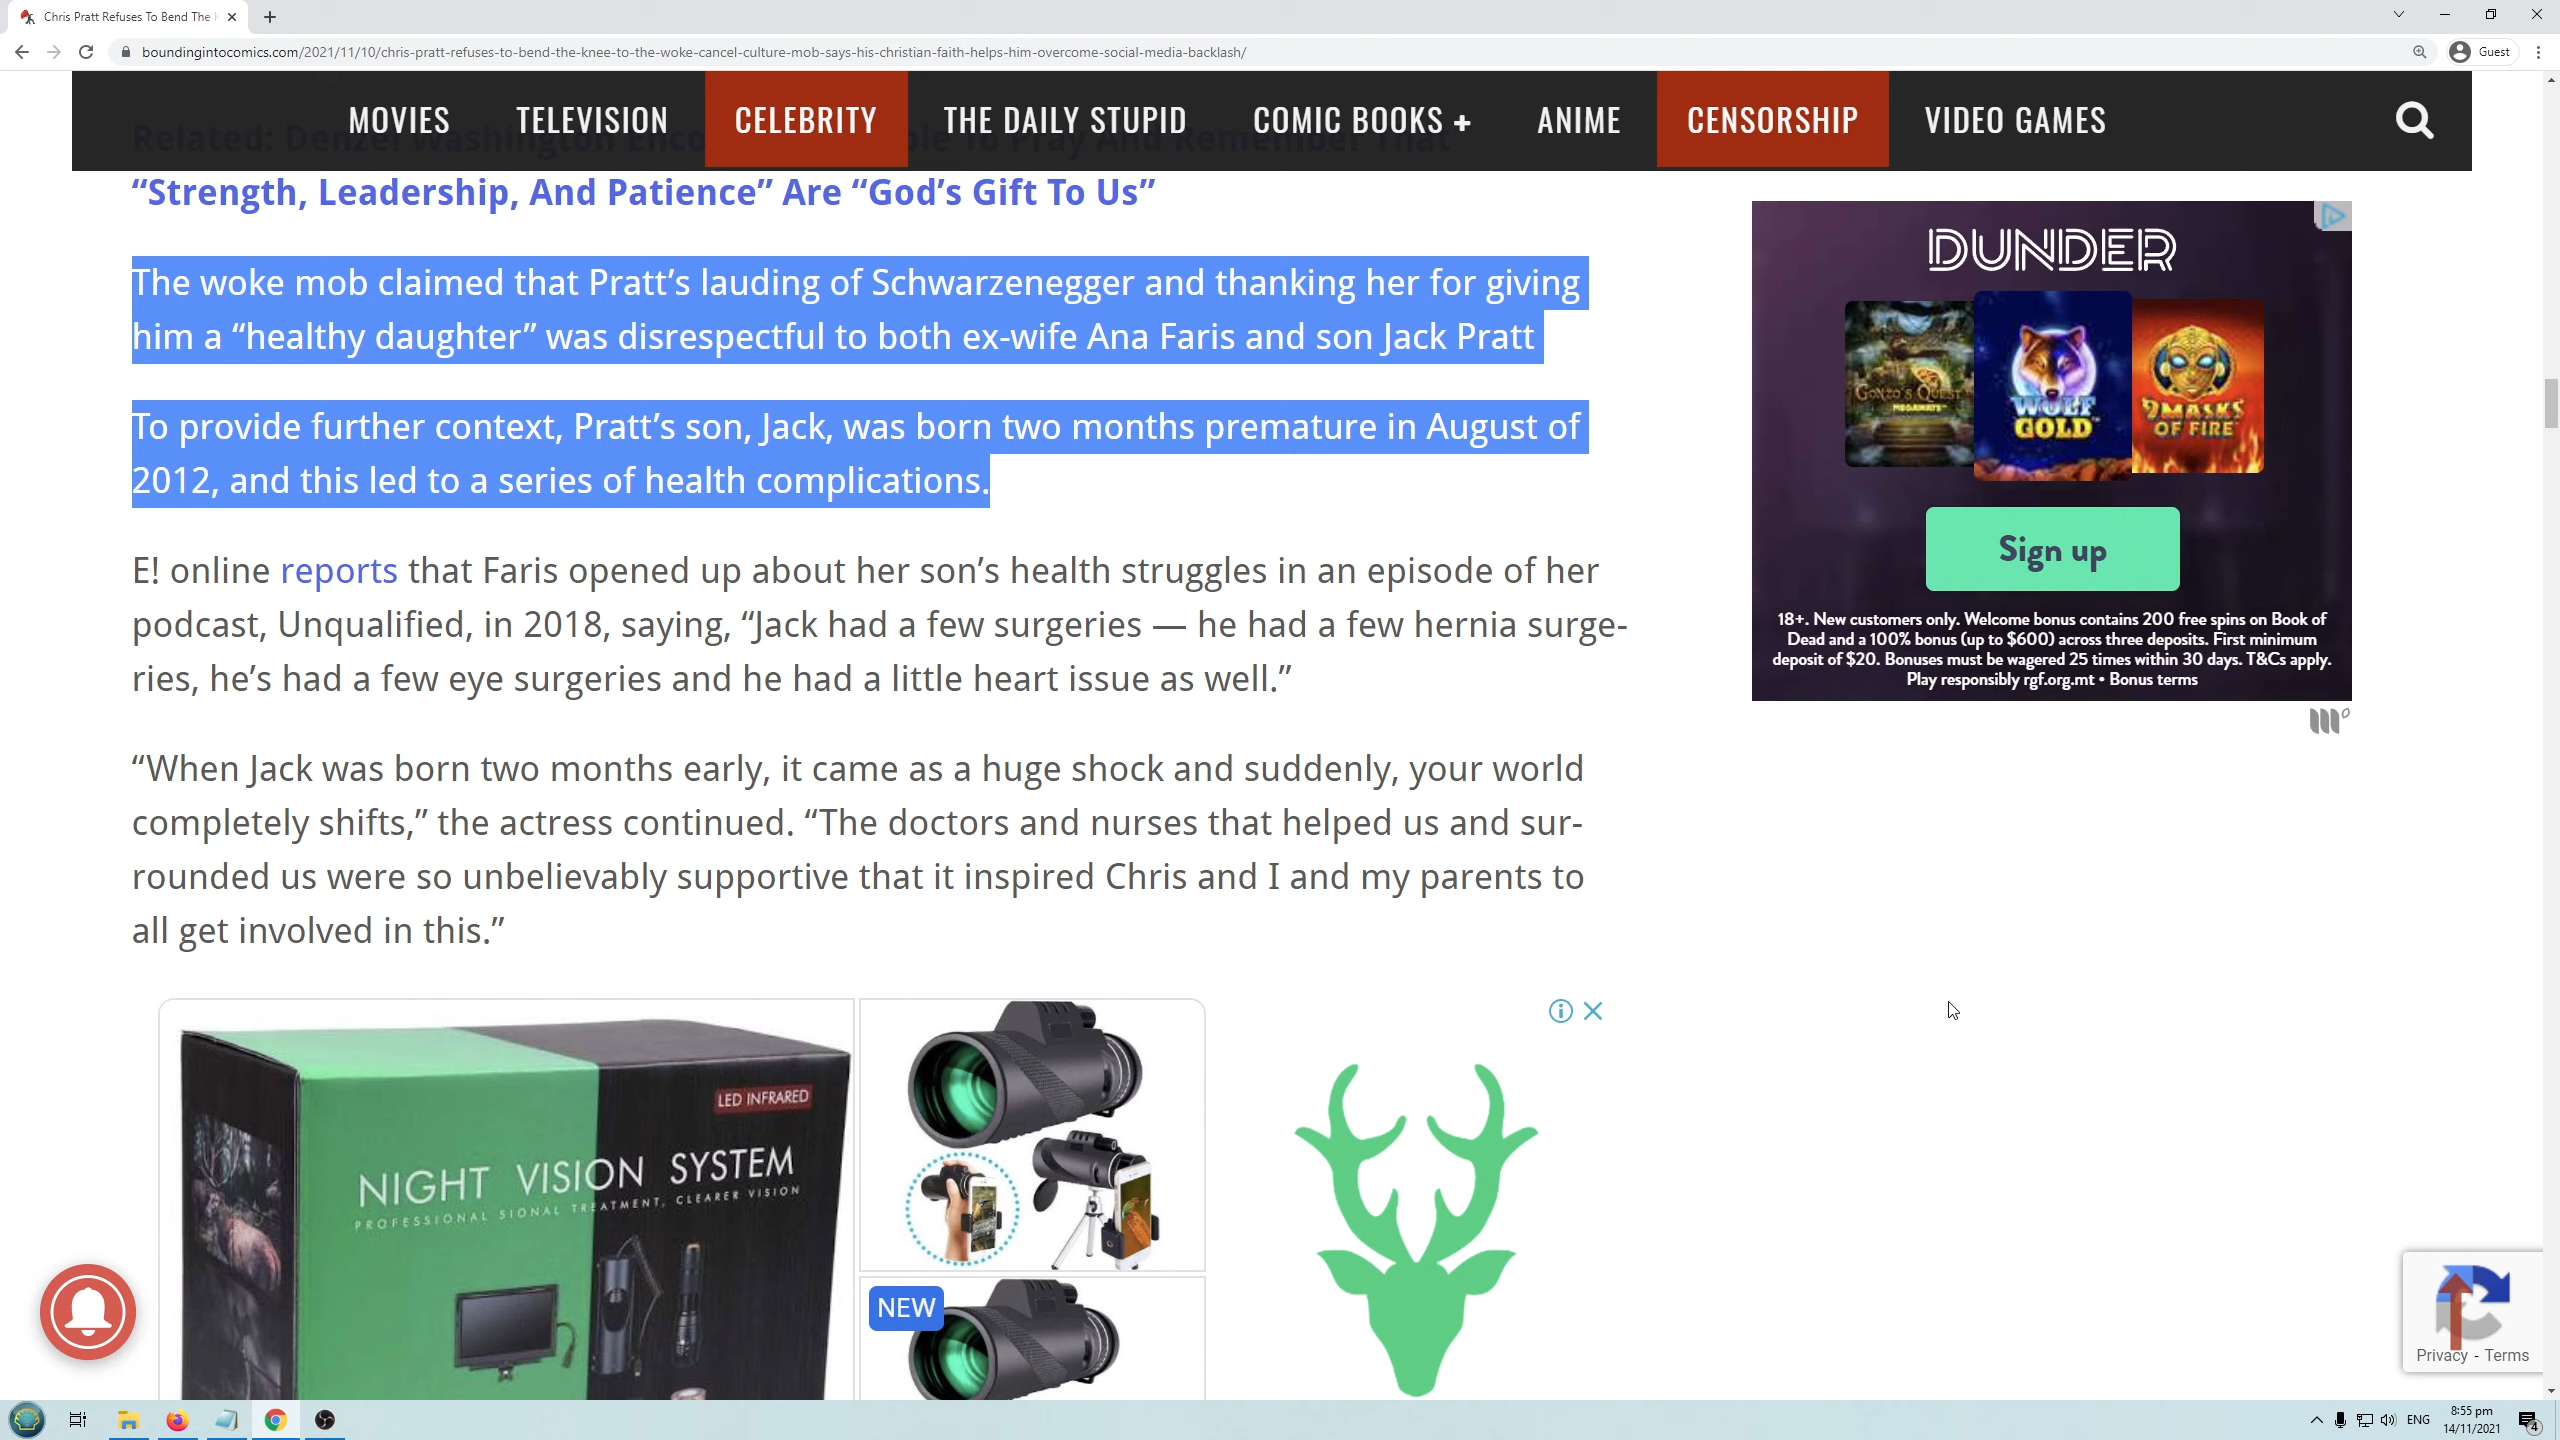 Chris Pratt Refuses To Bend The
boundingintocomics.com/2021/11/10/chris-pratt-refuses-to-bend-the-knee-to-the-woke-cancel-culture-mob-says-his-christian-faith-helps-him-overcome-social-media-backlash/
Guest
MOVIES
TELEVISION
CELEBRITY
THE DAILY STUPID
COMIC BOOKS +
ANIME
CENSORSHIP
VIDEO GAMES
Related: Denzel Washington To Pray And Remember That
“Strength, Leadership, And Patience” Are “God’s Gift To Us”
The woke mob claimed that Pratt’s lauding of Schwarzenegger and thanking her for giving
him a “healthy daughter” was disrespectful to both ex-wife Ana Faris and son Jack Pratt
To provide further context, Pratt’s son, Jack, was born two months premature in August of
2012, and this led to a series of health complications.
E! online reports that Faris opened up about her son’s health struggles in an episode of her
podcast, Unqualified, in 2018, saying, “Jack had a few surgeries — he had a few hernia surge-
ries, he’s had a few eye surgeries and he had a little heart issue as well.”
“When Jack was born two months early, it came as a huge shock and suddenly, your world
completely shifts,” the actress continued. “The doctors and nurses that helped us and sur-
rounded us were so unbelievably supportive that it inspired Chris and I and my parents to
all get involved in this.”
DUNDER
GONZO'S QUEST
MEGAWAYS
WOLF
GOLD
9 MASKS
OF FIRE
Sign up
18+. New customers only. Welcome bonus contains 200 free spins on Book of
Dead and a 100% bonus (up to $600) across three deposits. First minimum
deposit of $20. Bonuses must be wagered 25 times within 30 days. T&Cs apply.
Play responsibly rgf.org.mt • Bonus terms
LED INFRARED
NIGHT VISION SYSTEM
PROFESSIONAL SIONAL TREATMENT, CLEARER VISION
NEW
Privacy - Terms
ENG
8:55 pm
14/11/2021
4